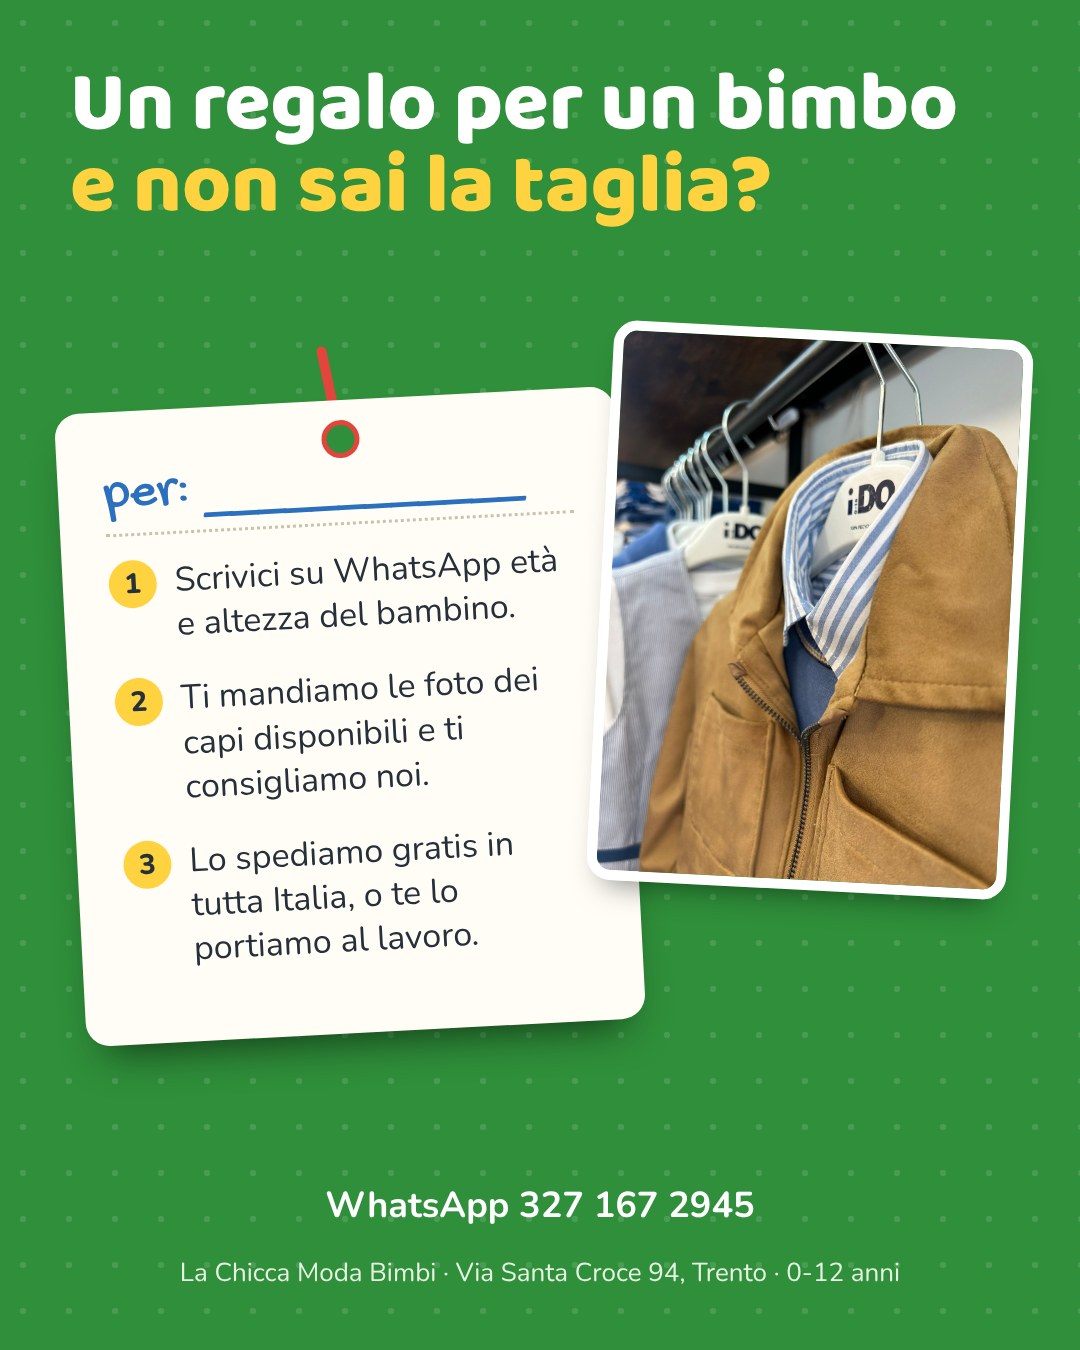 Un regalo per un bimbo
e non sai la taglia?
per:
1 Scrivici su WhatsApp età
e altezza del bambino.
2 Ti mandiamo le foto dei
capi disponibili e ti
consigliamo noi.
3 Lo spediamo gratis in
tutta Italia, o te lo
portiamo al lavoro.
iDO
iDO
WhatsApp 327 167 2945
La Chicca Moda Bimbi · Via Santa Croce 94, Trento · 0-12 anni